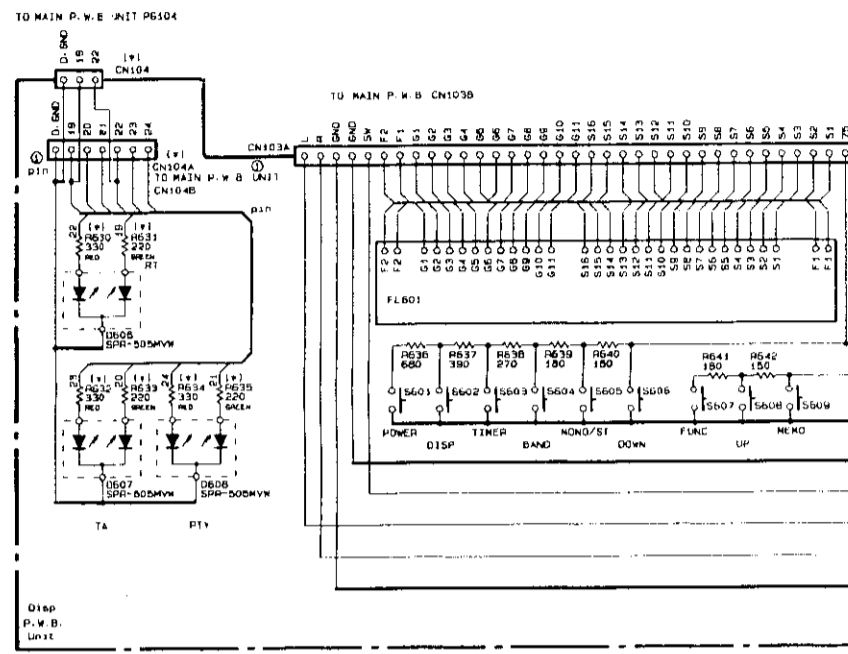 TO MAIN P.W.B UNIT P6104
D.GND 19 22
(*)
CN104
D.GND 19 20 21 22 23 24
(*)
CN104A
TO MAIN P.W.B UNIT
CN104B
pin
pin
TO MAIN P.W.B CN103B
CN103A
L R GND GND SW F2 F1 G1 G2 G3 G4 G5 G6 G7 G8 G9 G10 G11 S16 S15 S14 S13 S12 S11 S10 S9 S8 S7 S6 S5 S4 S3 S2 S1 7S
F2 F2 G1 G2 G3 G4 G5 G6 G7 G8 G9 G10 G11 S16 S15 S14 S13 S12 S11 S10 S9 S8 S7 S6 S5 S4 S3 S2 S1 F1 F1
FL601
22 (*) R630 330 RED
19 (*) R631 220 GREEN
RT
D606
SPR-505MVW
23 (*) R632 330 RED
20 (*) R633 220 GREEN
24 (*) R634 330 RED
21 (*) R635 220 GREEN
D607
SPR-505MVW
D608
SPR-505MVW
TA
PTY
R636 680
R637 390
R638 270
R639 180
R640 150
R641 180
R642 150
S601 S602 S603 S604 S605 S606 S607 S608 S609
POWER TIMER MONO/ST FUNC MEMO
DISP BAND DOWN UP
Disp
P.W.B.
Unit